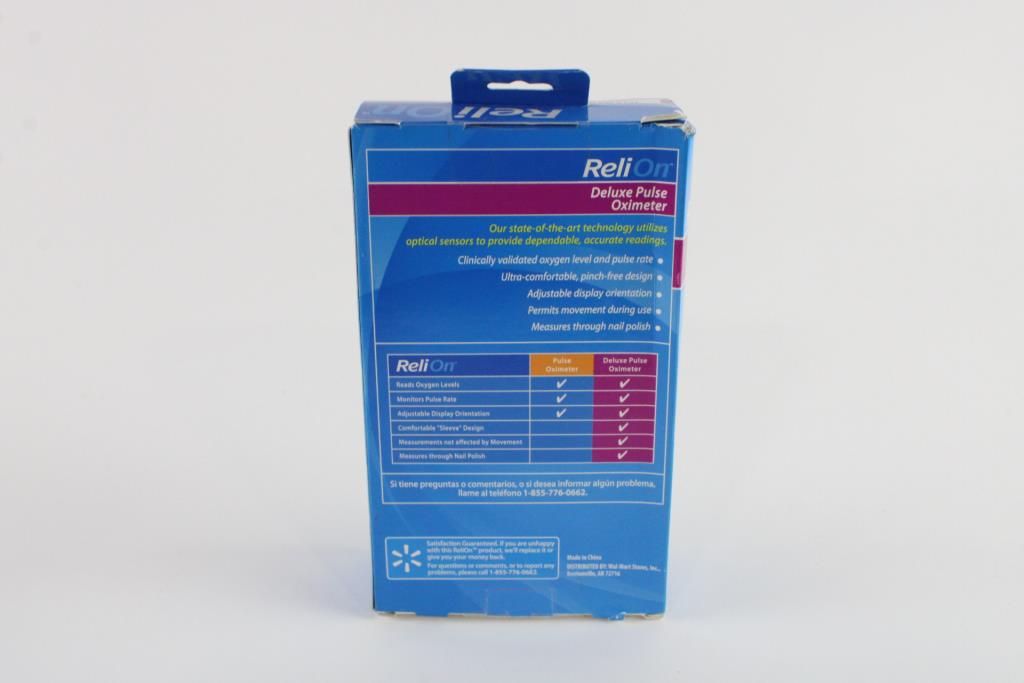 ReliOn
ReliOn™
Deluxe Pulse
Oximeter
Our state-of-the-art technology utilizes
optical sensors to provide dependable, accurate readings.
Clinically validated oxygen level and pulse rate •
Ultra-comfortable, pinch-free design •
Adjustable display orientation •
Permits movement during use •
Measures through nail polish •
ReliOn™ Pulse Oximeter Deluxe Pulse Oximeter
Reads Oxygen Levels ✓ ✓
Monitors Pulse Rate ✓ ✓
Adjustable Display Orientation ✓ ✓
Comfortable "Sleeve" Design ✓
Measurements not affected by Movement ✓
Measures through Nail Polish ✓
Si tiene preguntas o comentarios, o si desea informar algún problema,
llame al teléfono 1-855-776-0662.
Satisfaction Guaranteed. If you are unhappy
with this ReliOn™ product, we'll replace it or
give you your money back.
For questions or comments, or to report any
problems, please call 1-855-776-0662.
Made in China
DISTRIBUTED BY: Wal-Mart Stores, Inc.,
Bentonville, AR 72716